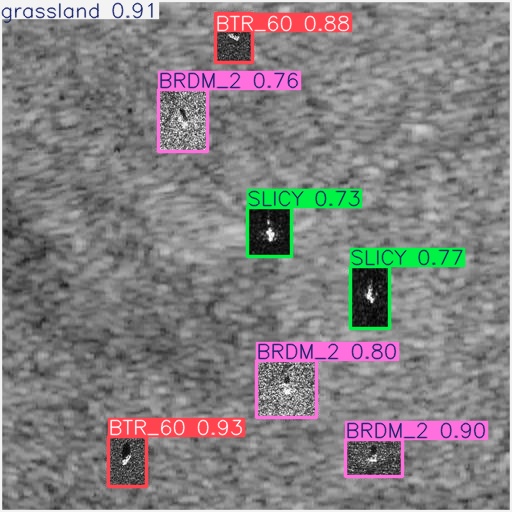 grassland 0.91
BTR_60 0.88
BRDM_2 0.76
SLICY 0.73
SLICY 0.77
BRDM_2 0.80
BTR_60 0.93
BRDM_2 0.90